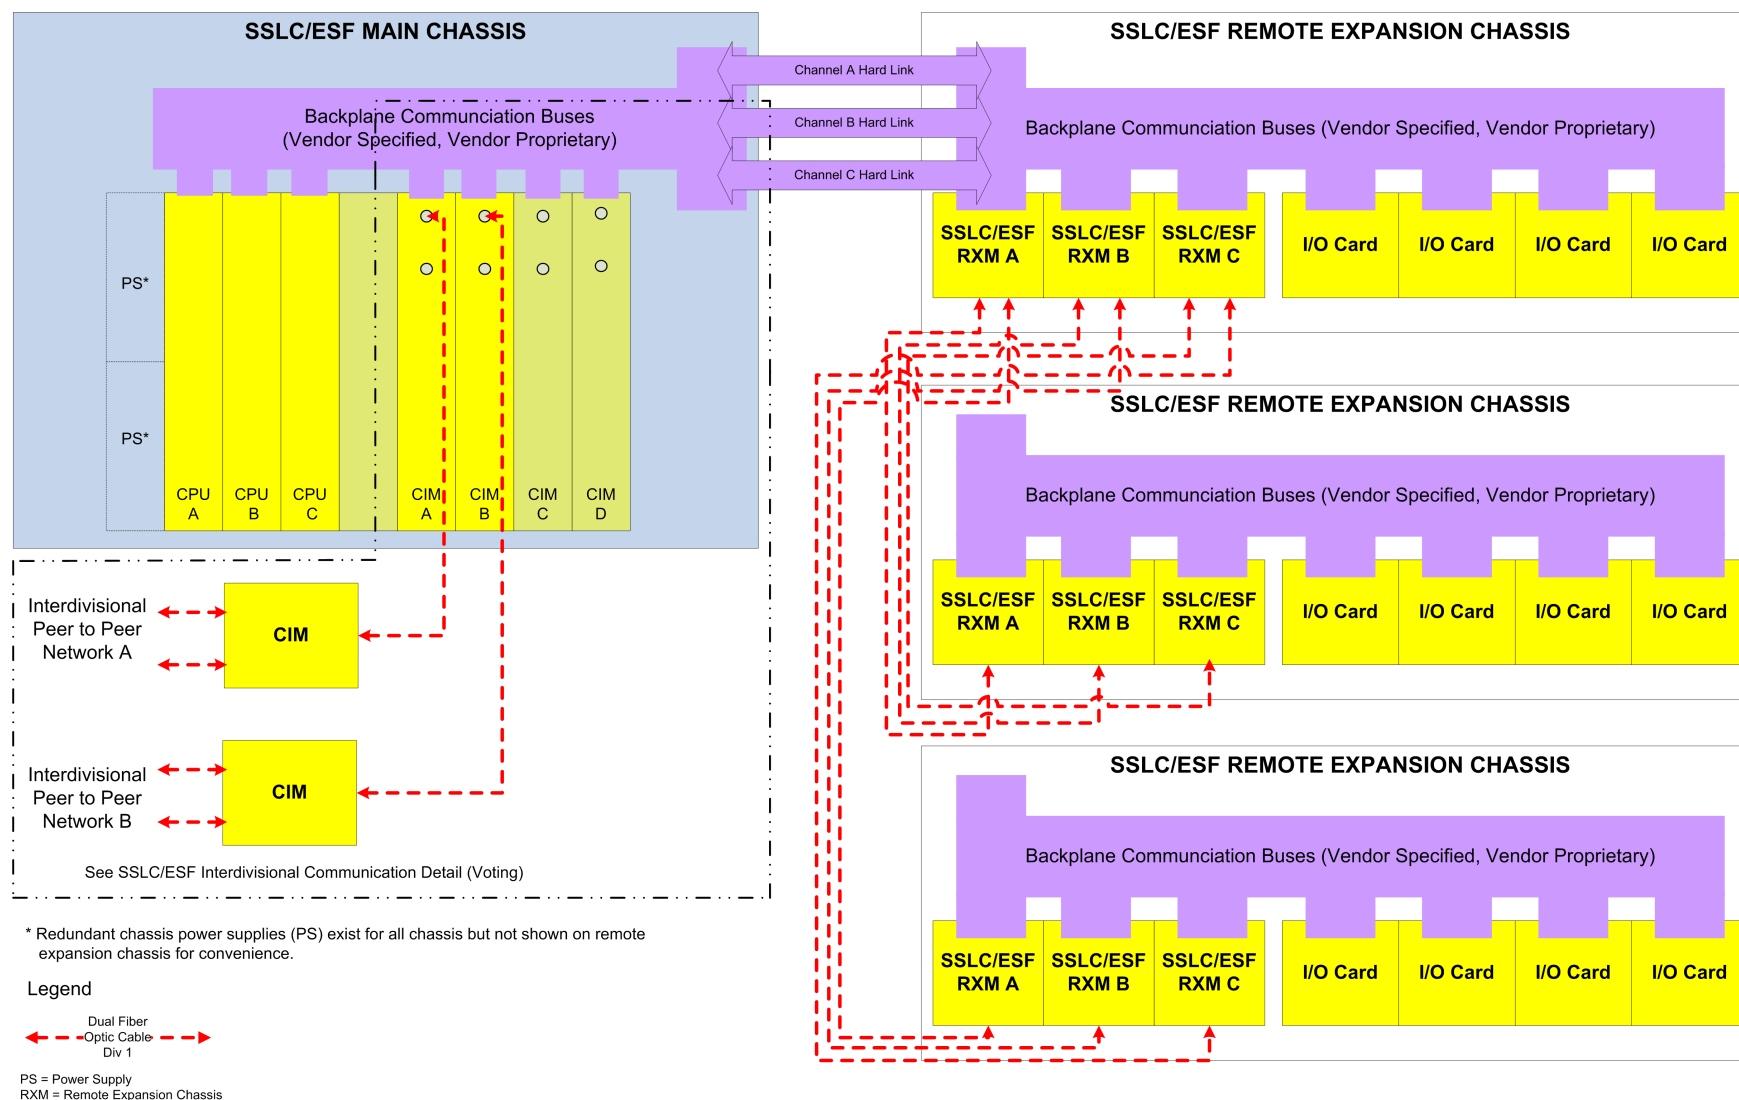 SSLC/ESF MAIN CHASSIS
Backplane Communciation Buses
(Vendor Specified, Vendor Proprietary)
Channel A Hard Link
Channel B Hard Link
Channel C Hard Link
PS*
PS*
CPU
A
CPU
B
CPU
C
CIM
A
CIM
B
CIM
C
CIM
D
Interdivisional
Peer to Peer
Network A
CIM
Interdivisional
Peer to Peer
Network B
CIM
See SSLC/ESF Interdivisional Communication Detail (Voting)
* Redundant chassis power supplies (PS) exist for all chassis but not shown on remote
expansion chassis for convenience.
Legend
Dual Fiber
Optic Cable
Div 1
PS = Power Supply
RXM = Remote Expansion Chassis
SSLC/ESF REMOTE EXPANSION CHASSIS
Backplane Communciation Buses (Vendor Specified, Vendor Proprietary)
SSLC/ESF
RXM A
SSLC/ESF
RXM B
SSLC/ESF
RXM C
I/O Card
I/O Card
I/O Card
I/O Card
SSLC/ESF REMOTE EXPANSION CHASSIS
Backplane Communciation Buses (Vendor Specified, Vendor Proprietary)
SSLC/ESF
RXM A
SSLC/ESF
RXM B
SSLC/ESF
RXM C
I/O Card
I/O Card
I/O Card
I/O Card
SSLC/ESF REMOTE EXPANSION CHASSIS
Backplane Communciation Buses (Vendor Specified, Vendor Proprietary)
SSLC/ESF
RXM A
SSLC/ESF
RXM B
SSLC/ESF
RXM C
I/O Card
I/O Card
I/O Card
I/O Card